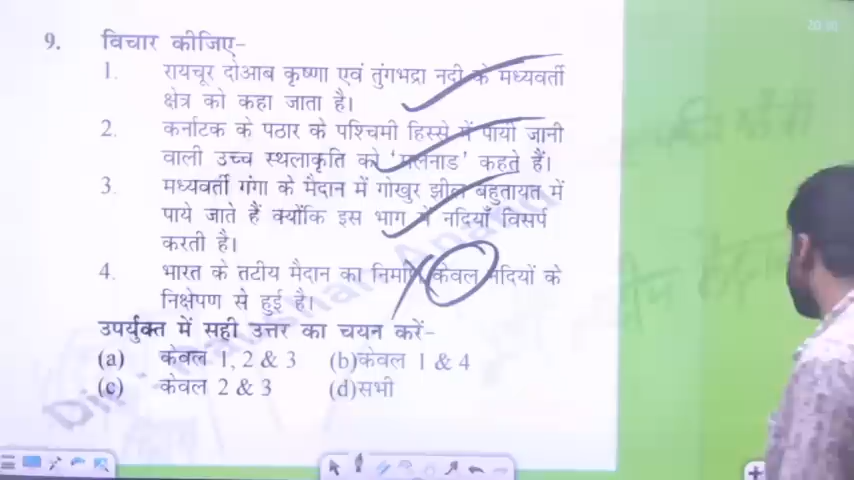 20:30
9. विचार कीजिए-
1. रायचूर दोआब कृष्णा एवं तुंगभद्रा नदी के मध्यवर्ती
क्षेत्र को कहा जाता है।
2. कर्नाटक के पठार के पश्चिमी हिस्से में पायी जानी
वाली उच्च स्थलाकृति को 'मलनाड' कहते हैं।
3. मध्यवर्ती गंगा के मैदान में गोखुर झील बहुतायत में
पाये जाते हैं क्योंकि इस भाग में नदियाँ विसर्प
करती है।
4. भारत के तटीय मैदान का निर्माण केवल नदियों के
निक्षेपण से हुई है।
उपर्युक्त में सही उत्तर का चयन करें-
(a) केवल 1, 2 & 3 (b)केवल 1 & 4
(c) केवल 2 & 3 (d)सभी